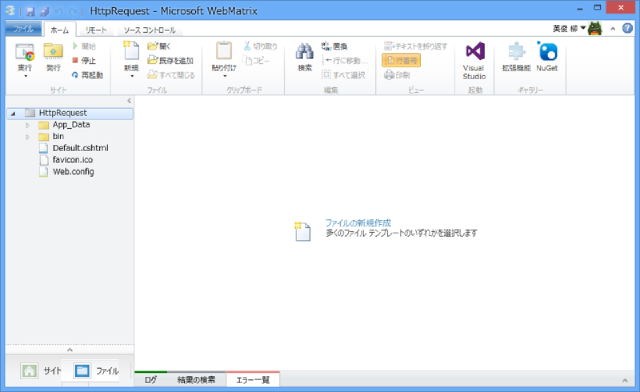 HttpRequest - Microsoft WebMatrix
ファイル ホーム リモート ソース コントロール
英俊 柳
実行 発行 開始 停止 再起動
サイト
新規 開く 既存を追加 すべて閉じる
ファイル
貼り付け 切り取り コピー
クリップボード
検索 置換 行に移動... すべて選択
編集
テキストを折り返す 行番号 印刷
ビュー
Visual Studio
起動
拡張機能 NuGet
ギャラリー
HttpRequest
App_Data
bin
Default.cshtml
favicon.ico
Web.config
ファイルの新規作成
多くのファイル テンプレートのいずれかを選択します
サイト ファイル
ログ 結果の検索 エラー一覧